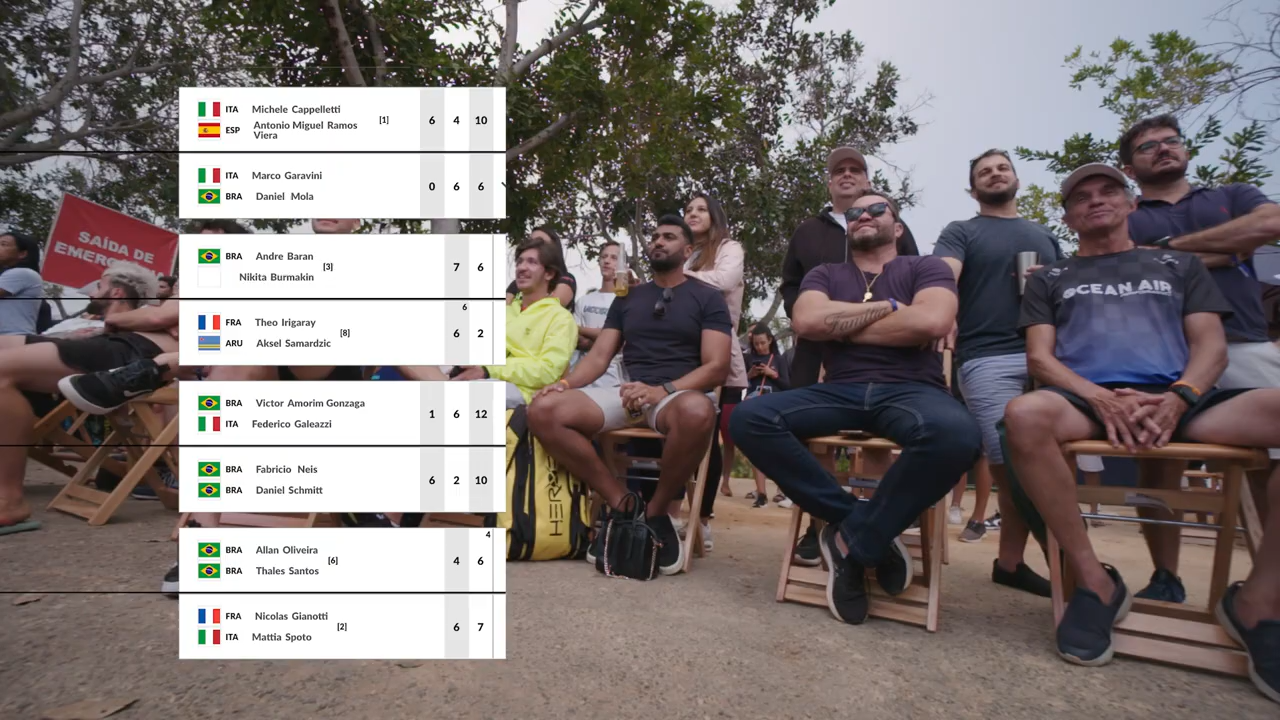 ITA Michele Cappelletti [1] 6 4 10
ESP Antonio Miguel Ramos
Viera
ITA Marco Garavini 0 6 6
BRA Daniel Mola
BRA Andre Baran [3] 7 6
Nikita Burmakin
6
FRA Theo Irigaray [8] 6 2
ARU Aksel Samardzic
BRA Victor Amorim Gonzaga 1 6 12
ITA Federico Galeazzi
BRA Fabricio Neis 6 2 10
BRA Daniel Schmitt
4
BRA Allan Oliveira [6] 4 6
BRA Thales Santos
FRA Nicolas Gianotti [2] 6 7
ITA Mattia Spoto
SAÍDA DE
OCEAN AIR